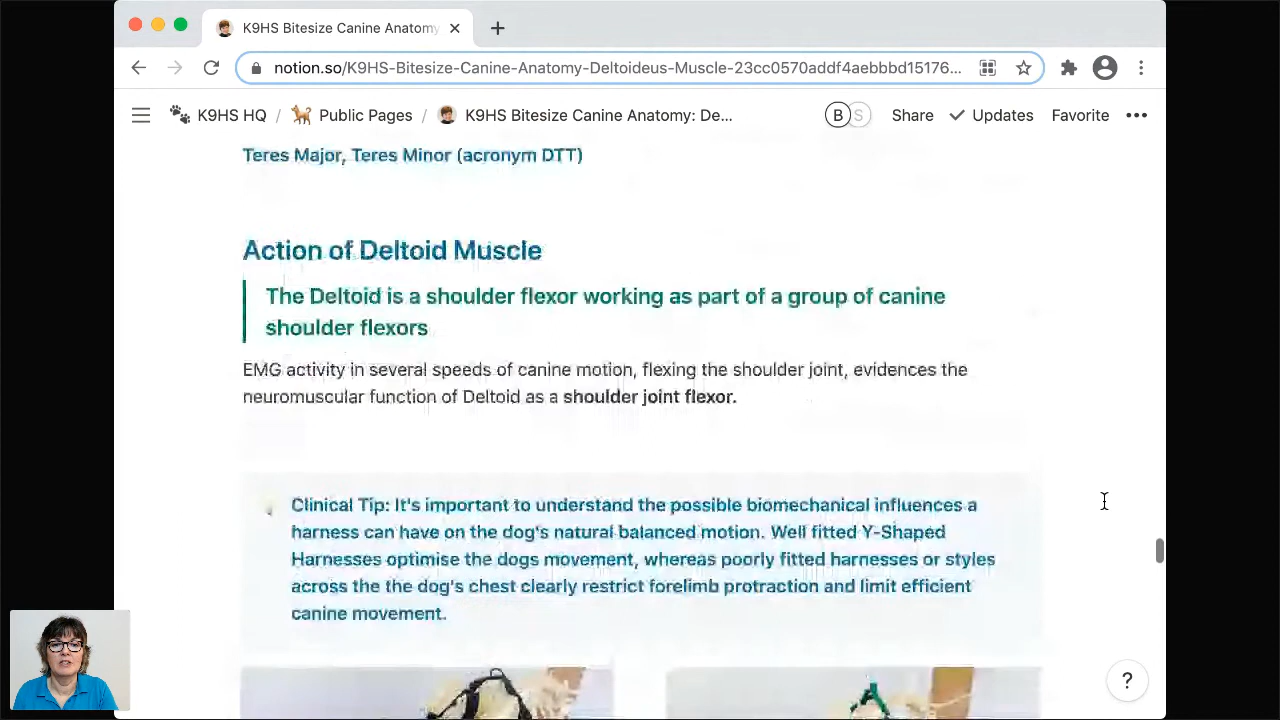 K9HS Bitesize Canine Anatomy
notion.so/K9HS-Bitesize-Canine-Anatomy-Deltoideus-Muscle-23cc0570addf4aebbbd15176...
K9HS HQ / Public Pages / K9HS Bitesize Canine Anatomy: De...
B S Share Updates Favorite
Teres Major, Teres Minor (acronym DTT)
Action of Deltoid Muscle
The Deltoid is a shoulder flexor working as part of a group of canine
shoulder flexors
EMG activity in several speeds of canine motion, flexing the shoulder joint, evidences the
neuromuscular function of Deltoid as a shoulder joint flexor.
Clinical Tip: It's important to understand the possible biomechanical influences a
harness can have on the dog's natural balanced motion. Well fitted Y-Shaped
Harnesses optimise the dogs movement, whereas poorly fitted harnesses or styles
across the the dog's chest clearly restrict forelimb protraction and limit efficient
canine movement.
?